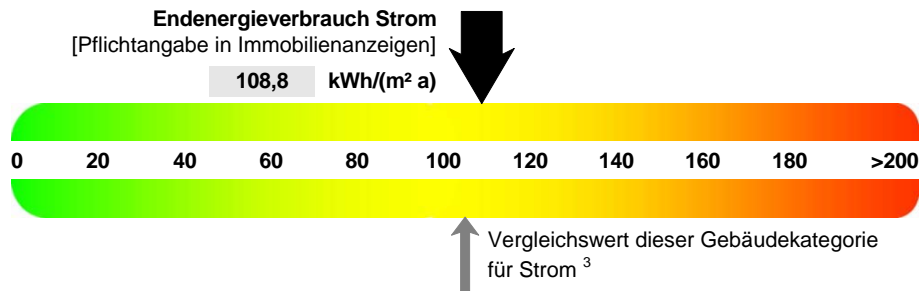 Endenergieverbrauch Strom
[Pflichtangabe in Immobilienanzeigen]
108,8 kWh/(m² a)
0 20 40 60 80 100 120 140 160 180 >200
Vergleichswert dieser Gebäudekategorie
für Strom ³